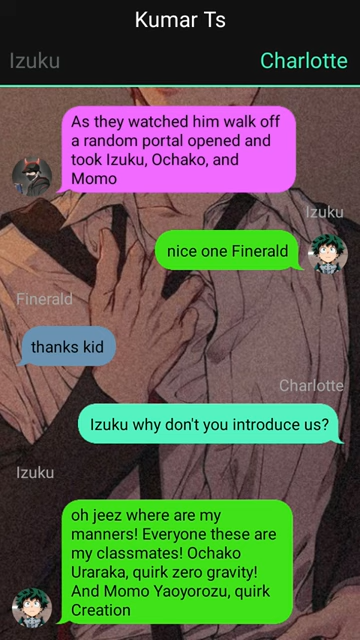 Kumar Ts
Izuku
Charlotte
As they watched him walk off
a random portal opened and
took Izuku, Ochako, and
Momo
Izuku
nice one Finerald
Finerald
thanks kid
Charlotte
Izuku why don't you introduce us?
Izuku
oh jeez where are my
manners! Everyone these are
my classmates! Ochako
Uraraka, quirk zero gravity!
And Momo Yaoyorozu, quirk
Creation